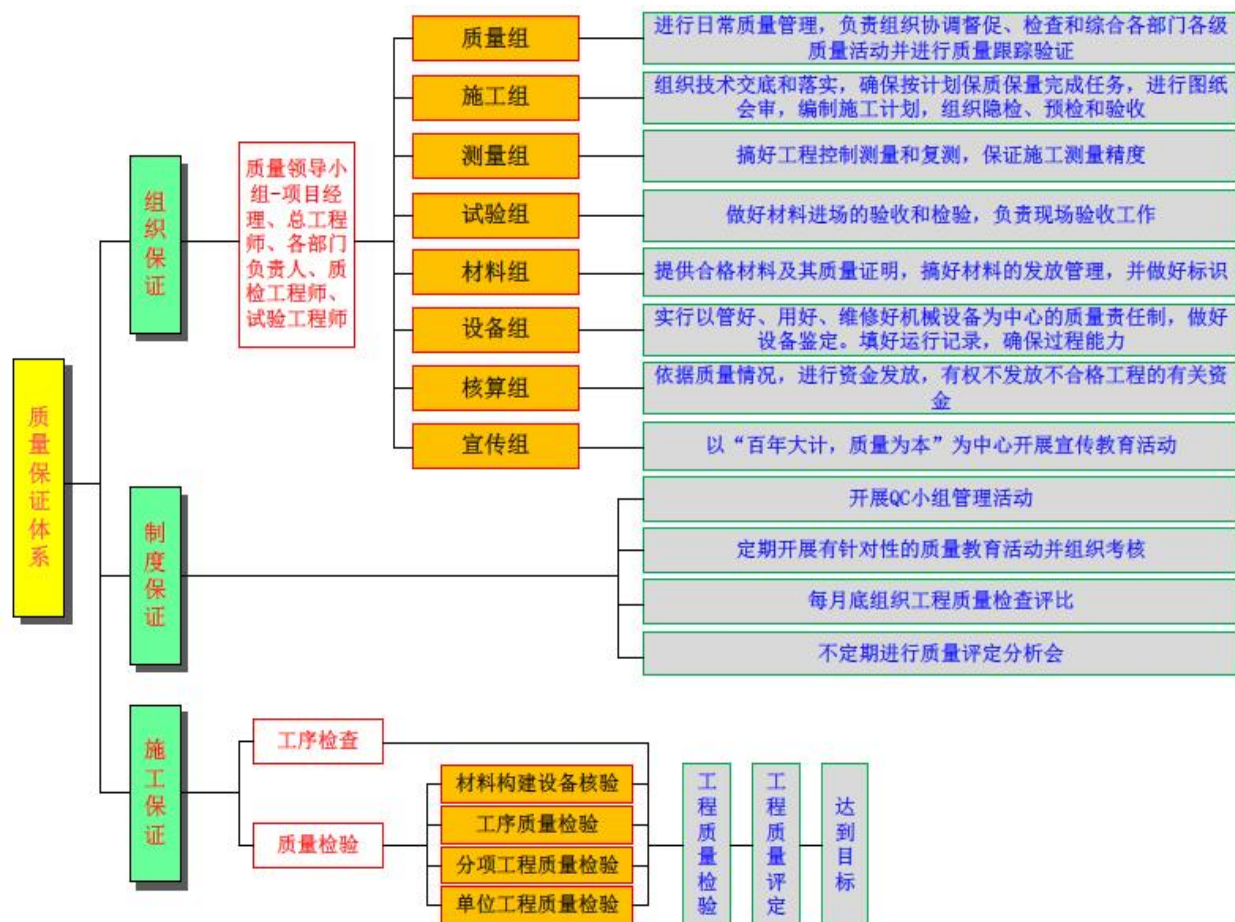 质量保证体系
组织保证
质量领导小
组-项目经
理、总工程
师、各部门
负责人、质
检工程师、
试验工程师
质量组
进行日常质量管理，负责组织协调督促、检查和综合各部门各级
质量活动并进行质量跟踪验证
施工组
组织技术交底和落实，确保按计划保质保量完成任务，进行图纸
会审，编制施工计划，组织隐检、预检和验收
测量组
搞好工程控制测量和复测，保证施工测量精度
试验组
做好材料进场的验收和检验，负责现场验收工作
材料组
提供合格材料及其质量证明，搞好材料的发放管理，并做好标识
设备组
实行以管好、用好、维修好机械设备为中心的质量责任制，做好
设备鉴定。填好运行记录，确保过程能力
核算组
依据质量情况，进行资金发放，有权不发放不合格工程的有关资
金
宣传组
以“百年大计，质量为本”为中心开展宣传教育活动
制度保证
开展QC小组管理活动
定期开展有针对性的质量教育活动并组织考核
每月底组织工程质量检查评比
不定期进行质量评定分析会
施工保证
工序检查
质量检验
材料构建设备核验
工序质量检验
分项工程质量检验
单位工程质量检验
工程质量检验
工程质量评定
达到目标